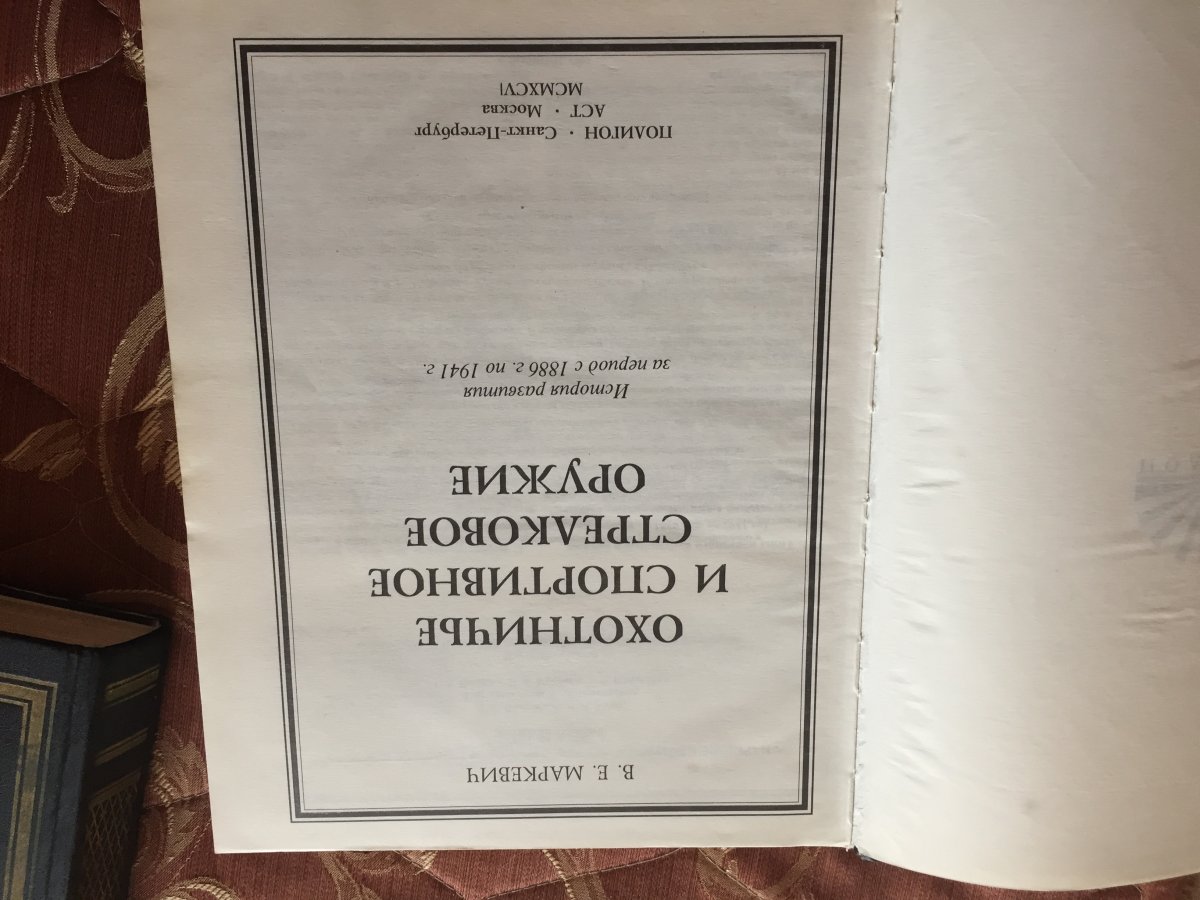 В. Е. МАРКЕВИЧ
ОХОТНИЧЬЕ
И СПОРТИВНОЕ
СТРЕЛКОВОЕ
ОРУЖИЕ
История развития
за период с 1886 г. по 1941 г.
ПОЛИГОН · Санкт-Петербург
АСТ · Москва
MCMXCVI